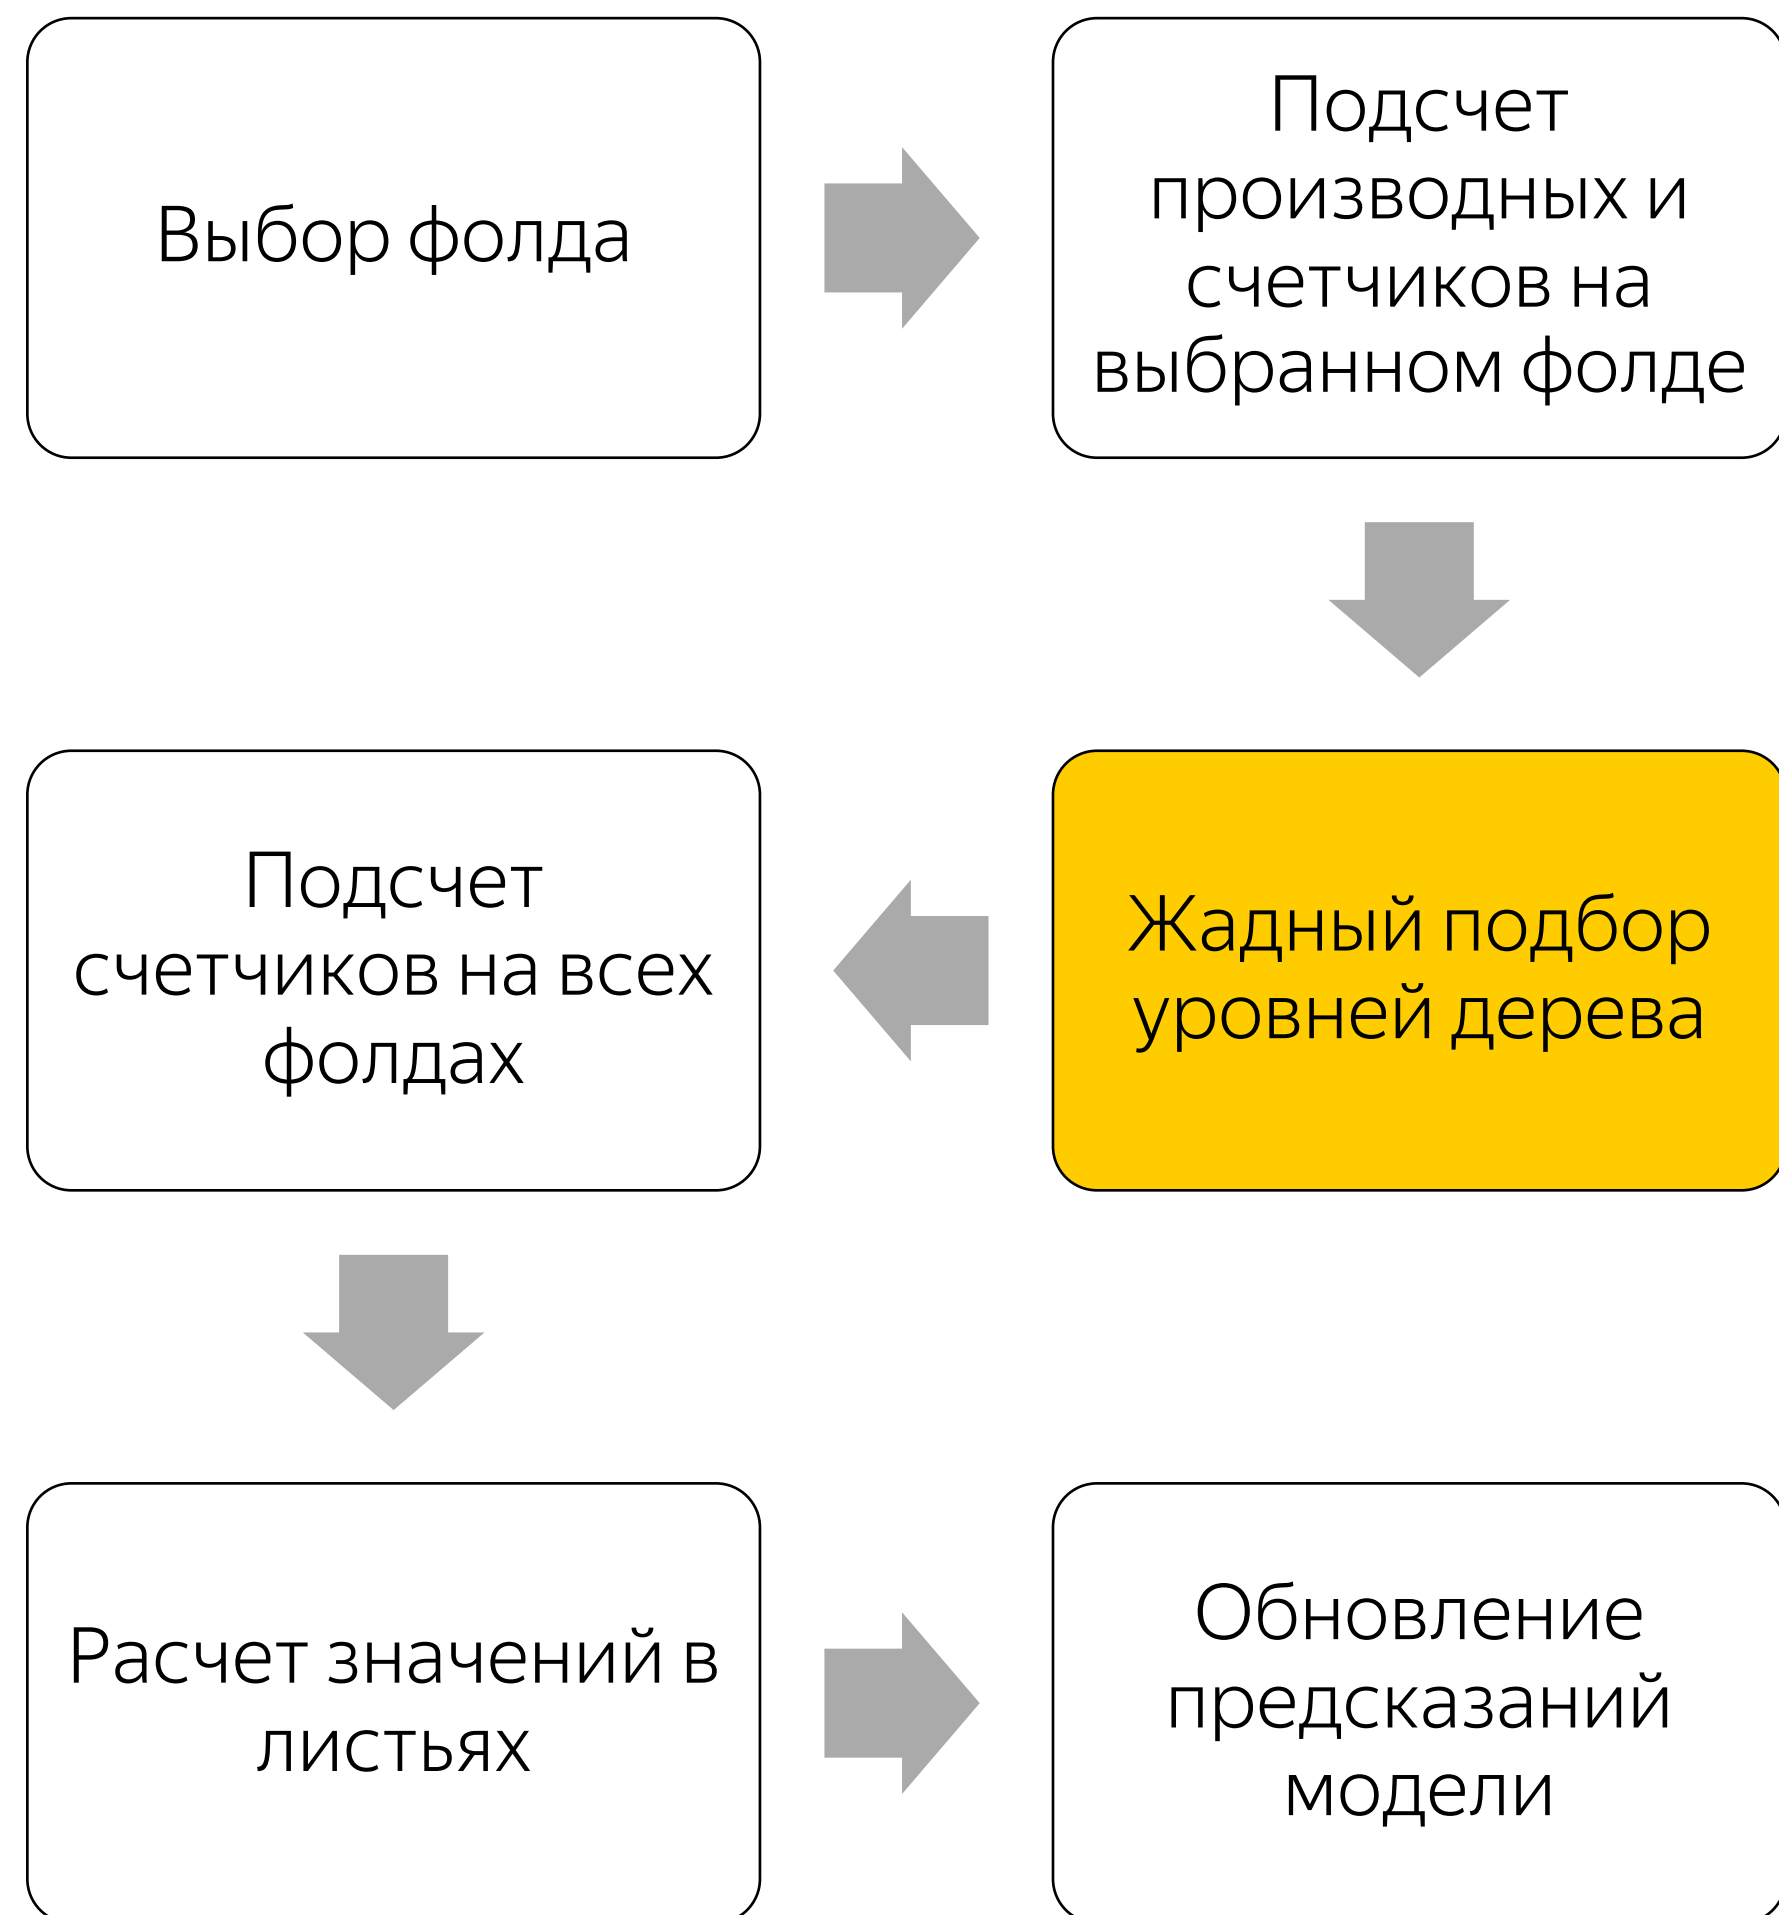 Выбор фолда
Подсчет
производных и
счетчиков на
выбранном фолде
Жадный подбор
уровней дерева
Подсчет
счетчиков на всех
фолдах
Расчет значений в
листьях
Обновление
предсказаний
модели